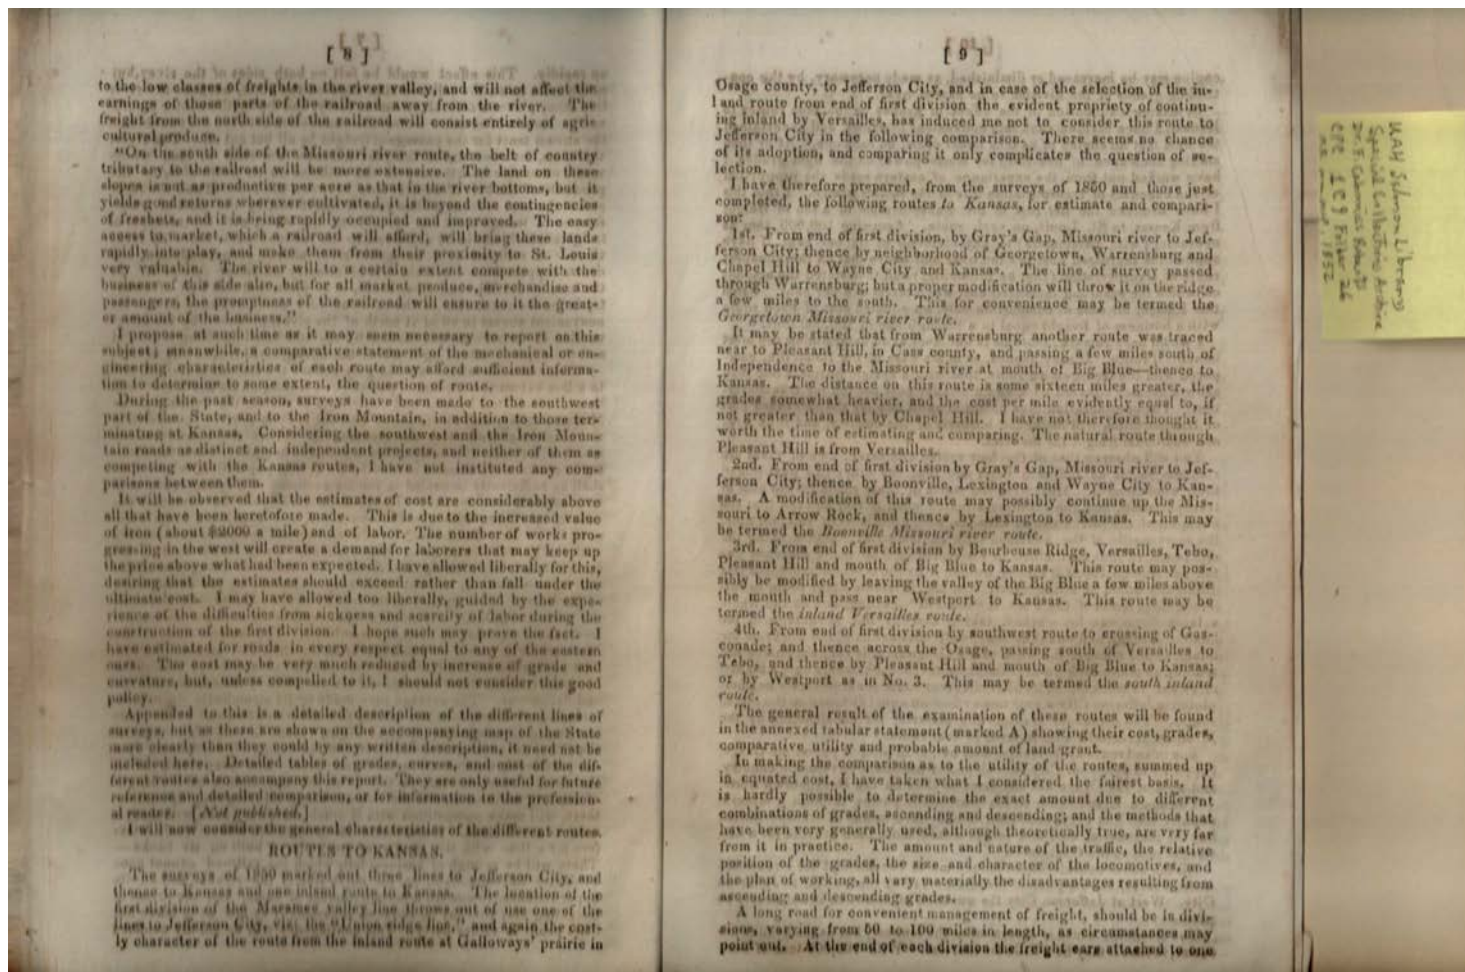 [ 8 ]
to the low classes of freights in the river valley, and will not affect the
earnings of those parts of the railroad away from the river. The
freight from the north side of the railroad will consist entirely of agri-
cultural produce.
"On the south side of the Missouri river route, the belt of country
tributary to the railroad will be more extensive. The land on these
slopes is not as productive per acre as that in the river bottoms, but it
yields good returns wherever cultivated, it is beyond the contingencies
of freshets, and it is being rapidly occupied and improved. The easy
access to market, which a railroad will afford, will bring these lands
rapidly into play, and make them from their proximity to St. Louis
very valuable. The river will to a certain extent compete with the
business of this side also, but for all market produce, merchandise and
passengers, the promptness of the railroad will ensure to it the great-
er amount of the business."
I propose at such time as it may seem necessary to report on this
subject; meanwhile, a comparative statement of the mechanical or en-
gineering characteristics of each route may afford sufficient informa-
tion to determine to some extent, the question of route.
During the past season, surveys have been made to the southwest
part of the State, and to the Iron Mountain, in addition to those ter-
minating at Kansas. Considering the southwest and the Iron Moun-
tain roads as distinct and independent projects, and neither of them as
competing with the Kansas routes, I have not instituted any com-
parisons between them.
It will be observed that the estimates of cost are considerably above
all that have been heretofore made. This is due to the increased value
of iron (about $2000 a mile) and of labor. The number of works pro-
gressing in the west will create a demand for laborers that may keep up
the price above what had been expected. I have allowed liberally for this,
desiring that the estimates should exceed rather than fall under the
ultimate cost. I may have allowed too liberally, guided by the expe-
rience of the difficulties from sickness and scarcity of labor during the
construction of the first division. I hope such may prove the fact. I
have estimated for roads in every respect equal to any of the eastern
ones. The cost may be very much reduced by increase of grade and
curvature, but, unless compelled to it, I should not consider this good
policy.
Appended to this is a detailed description of the different lines of
surveys, but as these are shown on the accompanying map of the State
more clearly than they could by any written description, it need not be
included here. Detailed tables of grades, curves, and cost of the dif-
ferent routes also accompany this report. They are only useful for future
reference and detailed comparison, or for information to the profession-
al reader. [Not published.]
I will now consider the general characteristics of the different routes.
ROUTES TO KANSAS.
The surveys of 1850 marked out three lines to Jefferson City, and
thence to Kansas and one inland route to Kansas. The location of the
first division of the Maramec valley line throws out of use one of the
lines to Jefferson City, viz: the "Union ridge line," and again the cost-
ly character of the route from the inland route at Galloways' prairie in
[ 9 ]
Osage county, to Jefferson City, and in case of the selection of the in-
land route from end of first division the evident propriety of continu-
ing inland by Versailles, has induced me not to consider this route to
Jefferson City in the following comparison. There seems no chance
of its adoption, and comparing it only complicates the question of se-
lection.
I have therefore prepared, from the surveys of 1850 and those just
completed, the following routes to Kansas, for estimate and compari-
son:
1st. From end of first division, by Gray's Gap, Missouri river to Jef-
ferson City; thence by neighborhood of Georgetown, Warrensburg and
Chapel Hill to Wayne City and Kansas. The line of survey passed
through Warrensburg; but a proper modification will throw it on the ridge
a few miles to the south. This for convenience may be termed the
Georgetown Missouri river route.
It may be stated that from Warrensburg another route was traced
near to Pleasant Hill, in Cass county, and passing a few miles south of
Independence to the Missouri river at mouth of Big Blue—thence to
Kansas. The distance on this route is some sixteen miles greater, the
grades somewhat heavier, and the cost per mile evidently equal to, if
not greater than that by Chapel Hill. I have not therefore thought it
worth the time of estimating and comparing. The natural route through
Pleasant Hill is from Versailles.
2nd. From end of first division by Gray's Gap, Missouri river to Jef-
ferson City; thence by Boonville, Lexington and Wayne City to Kan-
sas. A modification of this route may possibly continue up the Mis-
souri to Arrow Rock, and thence by Lexington to Kansas. This may
be termed the Boonville Missouri river route.
3rd. From end of first division by Bourbouse Ridge, Versailles, Tebo,
Pleasant Hill and mouth of Big Blue to Kansas. This route may pos-
sibly be modified by leaving the valley of the Big Blue a few miles above
the mouth and pass near Westport to Kansas. This route may be
termed the inland Versailles route.
4th. From end of first division by southwest route to crossing of Gas-
conade; and thence across the Osage, passing south of Versailles to
Tebo, and thence by Pleasant Hill and mouth of Big Blue to Kansas;
or by Westport as in No. 3. This may be termed the south inland
route.
The general result of the examination of these routes will be found
in the annexed tabular statement (marked A) showing their cost, grades,
comparative utility and probable amount of land grant.
In making the comparison as to the utility of the routes, summed up
in equated cost, I have taken what I considered the fairest basis. It
is hardly possible to determine the exact amount due to different
combinations of grades, ascending and descending; and the methods that
have been very generally used, although theoretically true, are very far
from it in practice. The amount and nature of the traffic, the relative
position of the grades, the size and character of the locomotives, and
the plan of working, all vary materially the disadvantages resulting from
ascending and descending grades.
A long road for convenient management of freight, should be in divi-
sions, varying from 50 to 100 miles in length, as circumstances may
point out. At the end of each division the freight cars attached to one
UAH Salmon Library
Special Collections Archive
Dr. F. Cabaniss Roberts
1852